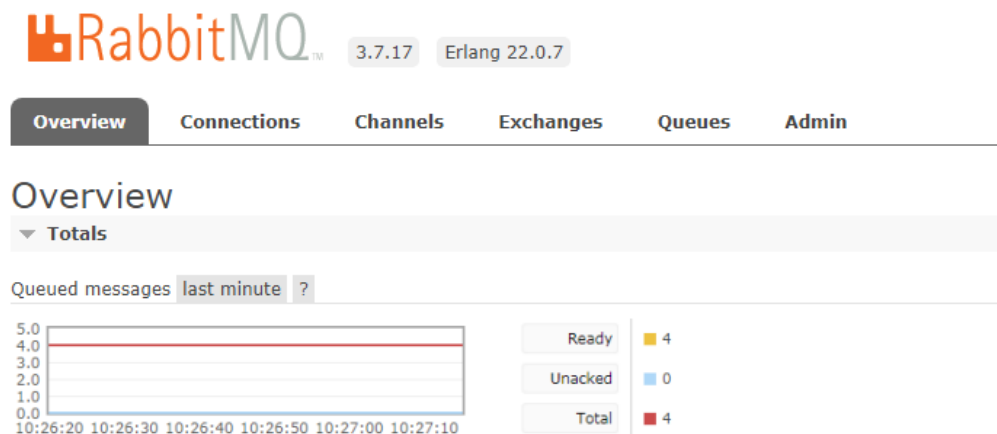 RabbitMQ TM 3.7.17 Erlang 22.0.7
Overview Connections Channels Exchanges Queues Admin
Overview
Totals
Queued messages last minute ?
5.0
4.0
3.0
2.0
1.0
0.0
10:26:20 10:26:30 10:26:40 10:26:50 10:27:00 10:27:10
Ready 4
Unacked 0
Total 4